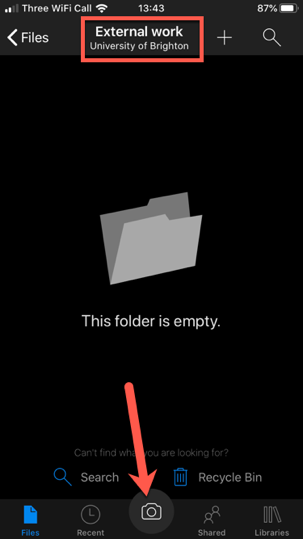 Three WiFi Call 13:43 87%
Files
External work
University of Brighton
This folder is empty.
Can't find what you are looking for?
Search Recycle Bin
Files Recent Shared Libraries